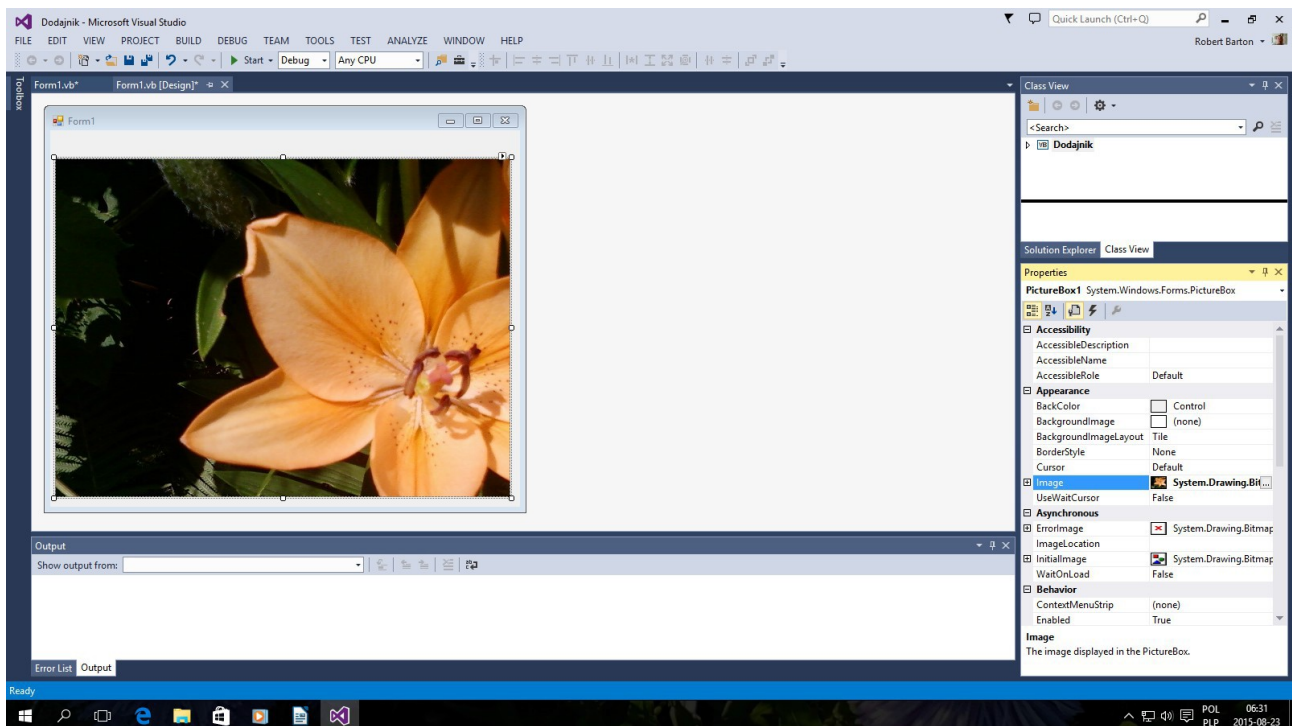 Dodajnik - Microsoft Visual Studio
Quick Launch (Ctrl+Q)
FILE EDIT VIEW PROJECT BUILD DEBUG TEAM TOOLS TEST ANALYZE WINDOW HELP
Robert Barton
Start Debug Any CPU
Toolbox
Form1.vb* Form1.vb [Design]*
Form1
Class View
<Search>
VB Dodajnik
Solution Explorer Class View
Properties
PictureBox1 System.Windows.Forms.PictureBox
Accessibility
AccessibleDescription
AccessibleName
AccessibleRole Default
Appearance
BackColor Control
BackgroundImage (none)
BackgroundImageLayout Tile
BorderStyle None
Cursor Default
Image System.Drawing.Bit ...
UseWaitCursor False
Asynchronous
ErrorImage System.Drawing.Bitmap
ImageLocation
InitialImage System.Drawing.Bitmap
WaitOnLoad False
Behavior
ContextMenuStrip (none)
Enabled True
Image
The image displayed in the PictureBox.
Output
Show output from:
Error List Output
Ready
POL 06:31
PLP 2015-08-23